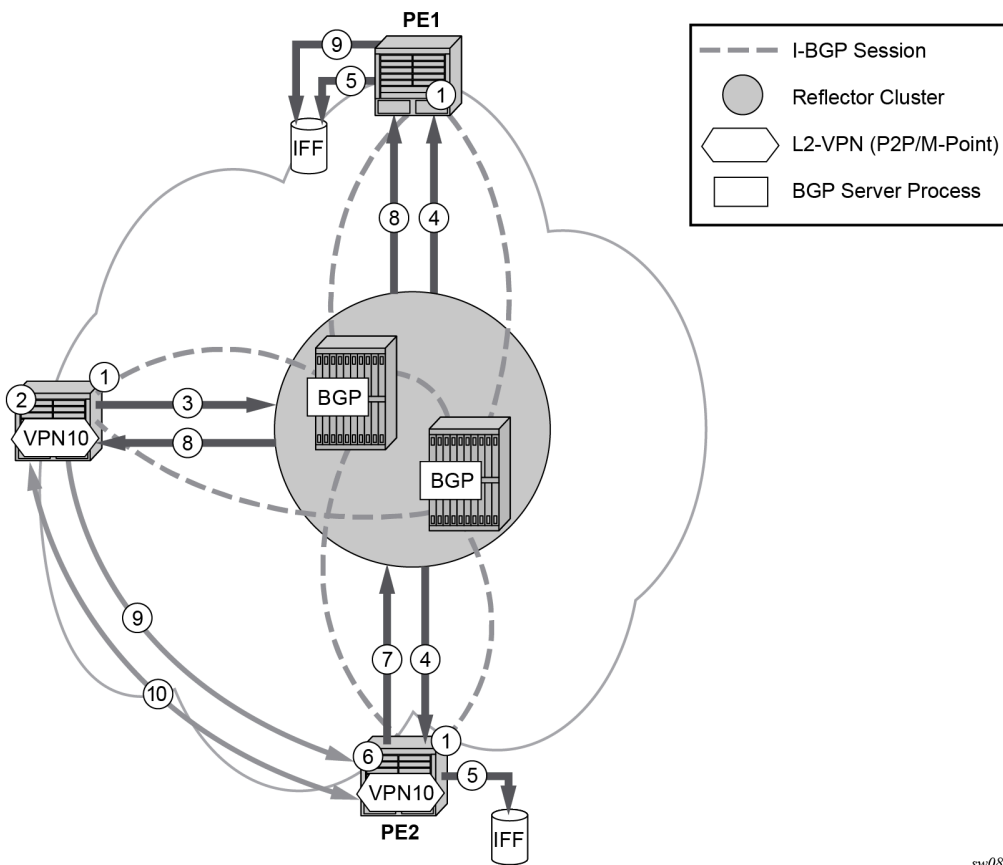 PE1
9
5
1
IFF
8
4
I-BGP Session
Reflector Cluster
L2-VPN (P2P/M-Point)
BGP Server Process
1
2
3
VPN10
8
BGP
BGP
9
10
7
4
6
1
5
VPN10
PE2
IFF